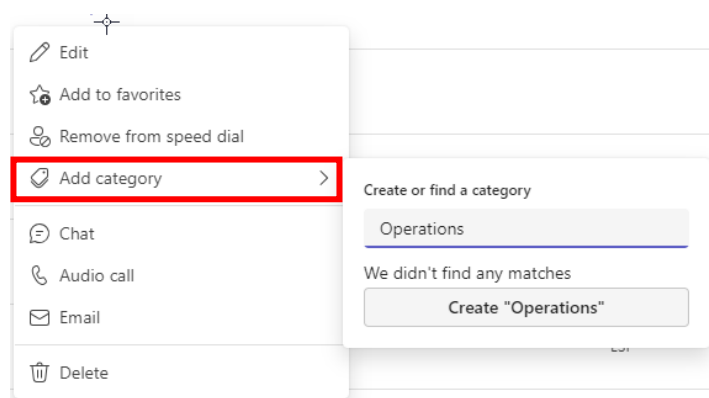 Edit
Add to favorites
Remove from speed dial
Add category
Create or find a category
Operations
We didn't find any matches
Create "Operations"
Chat
Audio call
Email
Delete